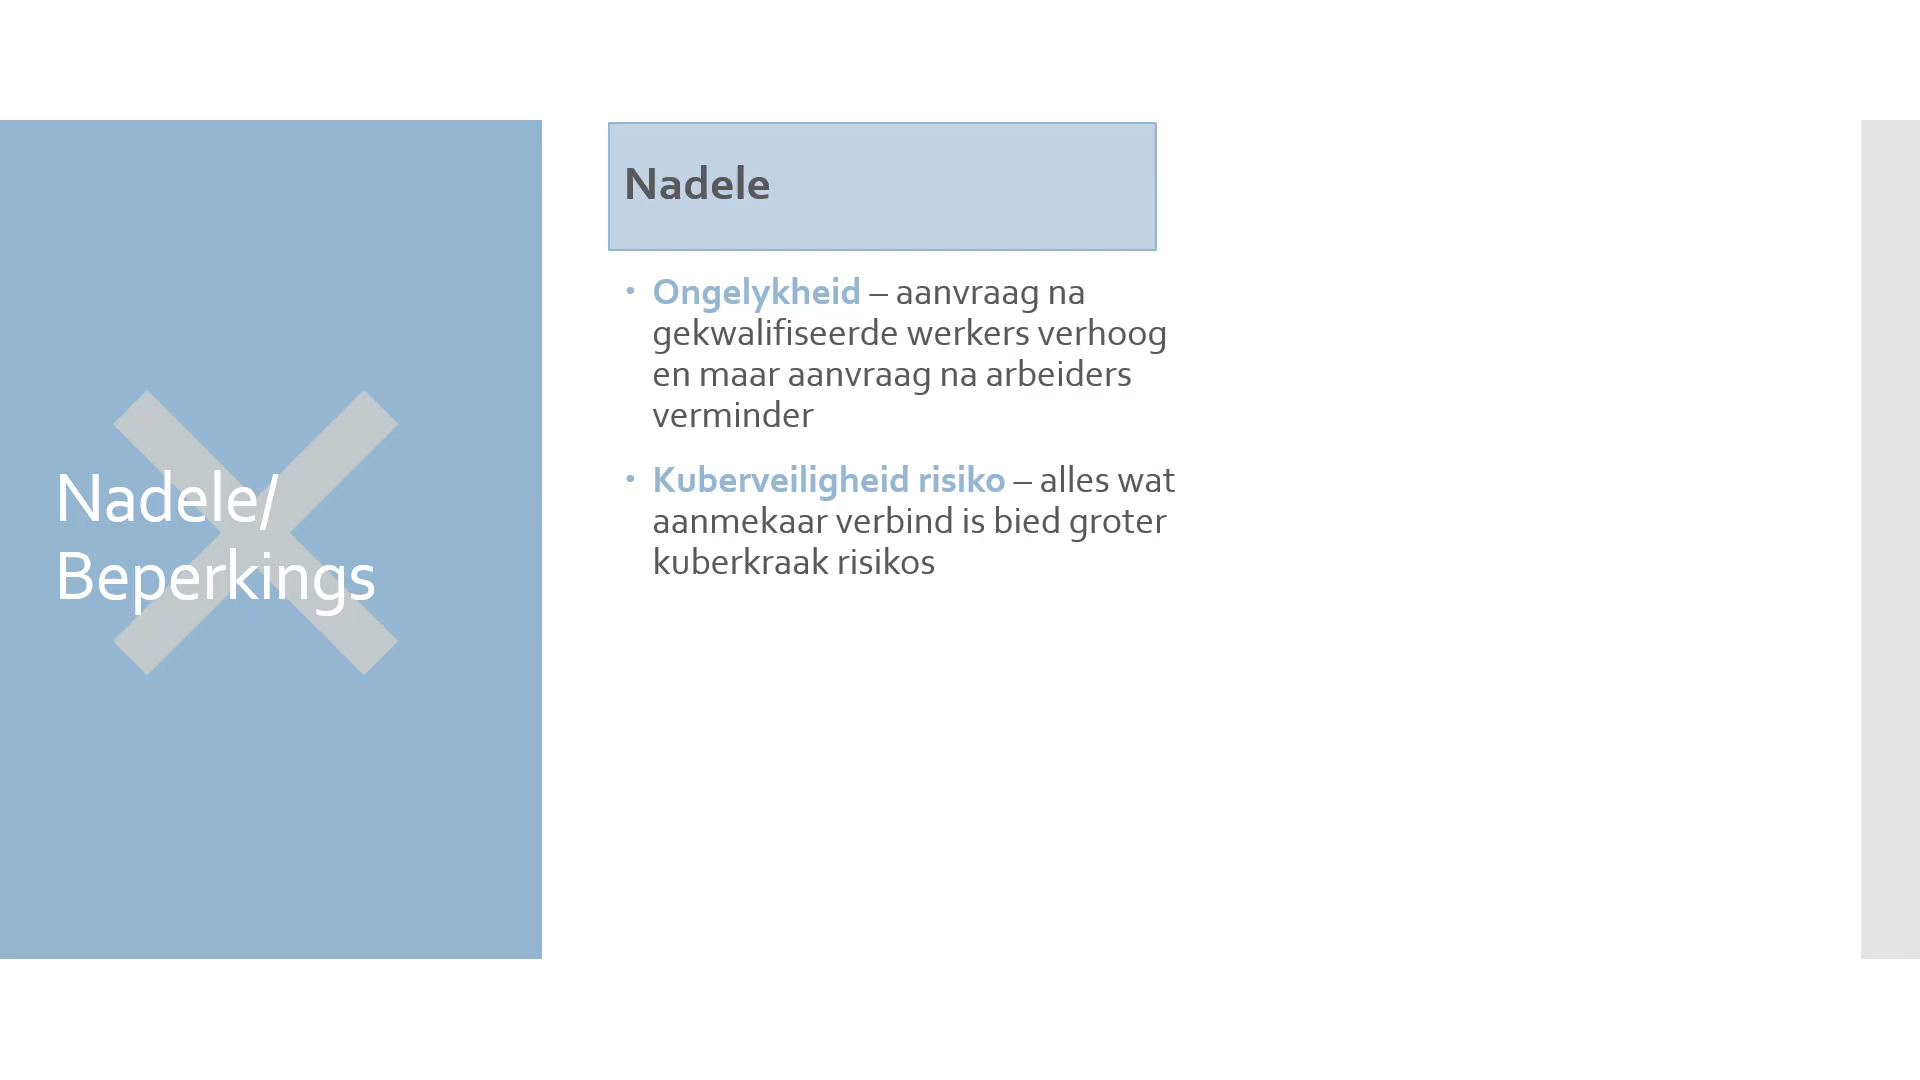 Nadele/
Beperkings
Nadele
• Ongelykheid – aanvraag na
gekwalifiseerde werkers verhoog
en maar aanvraag na arbeiders
verminder
• Kuberveiligheid risiko – alles wat
aanmekaar verbind is bied groter
kuberkraak risikos